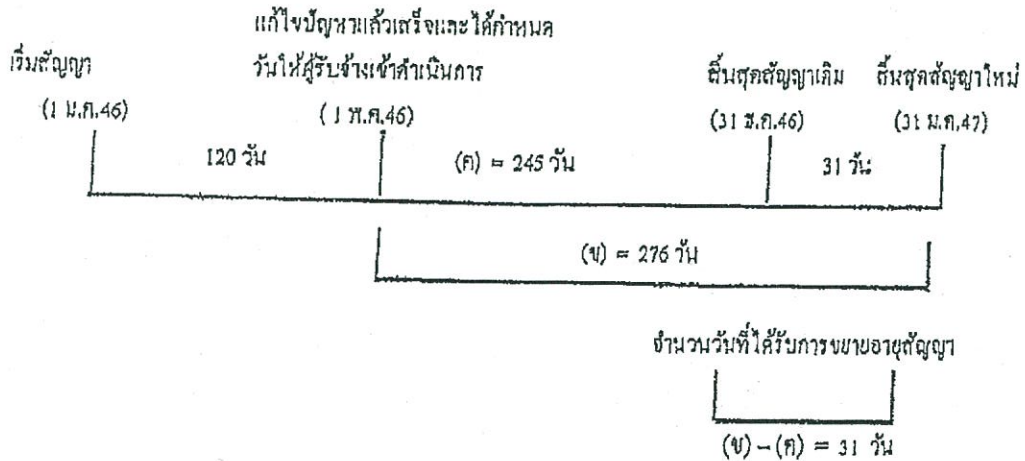 แก้ไขปัญหาแล้วเสร็จและได้กำหนด
เริ่มสัญญา วันให้ผู้รับจ้างเข้าดำเนินการ สิ้นสุดสัญญาเดิม สิ้นสุดสัญญาใหม่
(1 ม.ค.46) (1 พ.ค.46) (31 ธ.ค.46) (31 ม.ค.47)
120 วัน (ค) = 245 วัน 31 วัน
(ข) = 276 วัน
จำนวนวันที่ได้รับการขยายอายุสัญญา
(ข) – (ค) = 31 วัน